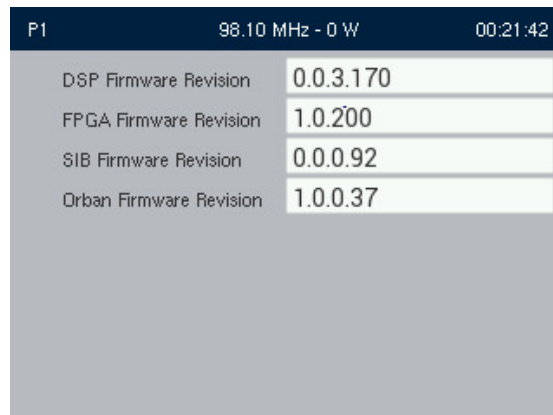 P1 98.10 MHz - 0 W 00:21:42
DSP Firmware Revision 0.0.3.170
FPGA Firmware Revision 1.0.200
SIB Firmware Revision 0.0.0.92
Orban Firmware Revision 1.0.0.37